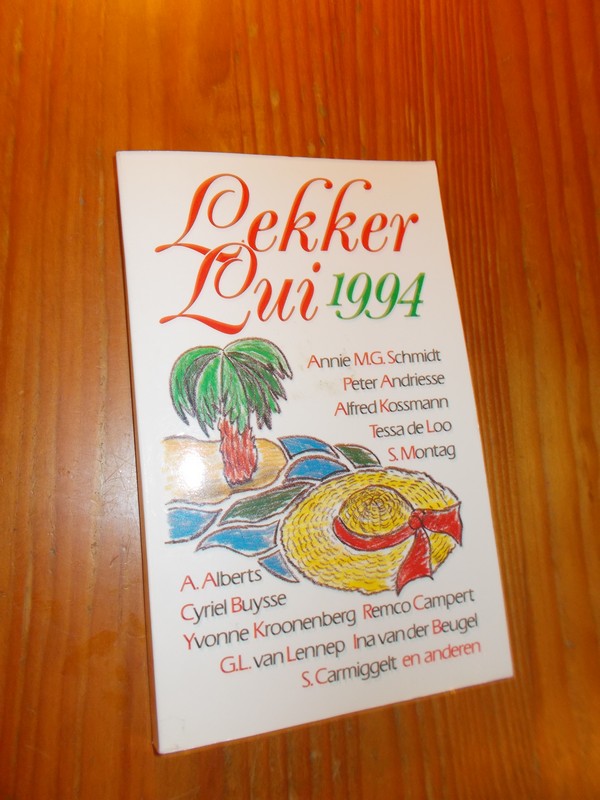 Lekker
Lui 1994
Annie M.G. Schmidt
Peter Andriesse
Alfred Kossmann
Tessa de Loo
S. Montag
A. Alberts
Cyriel Buysse
Yvonne Kroonenberg Remco Campert
G.L. van Lennep Ina van der Beugel
S. Carmiggelt en anderen